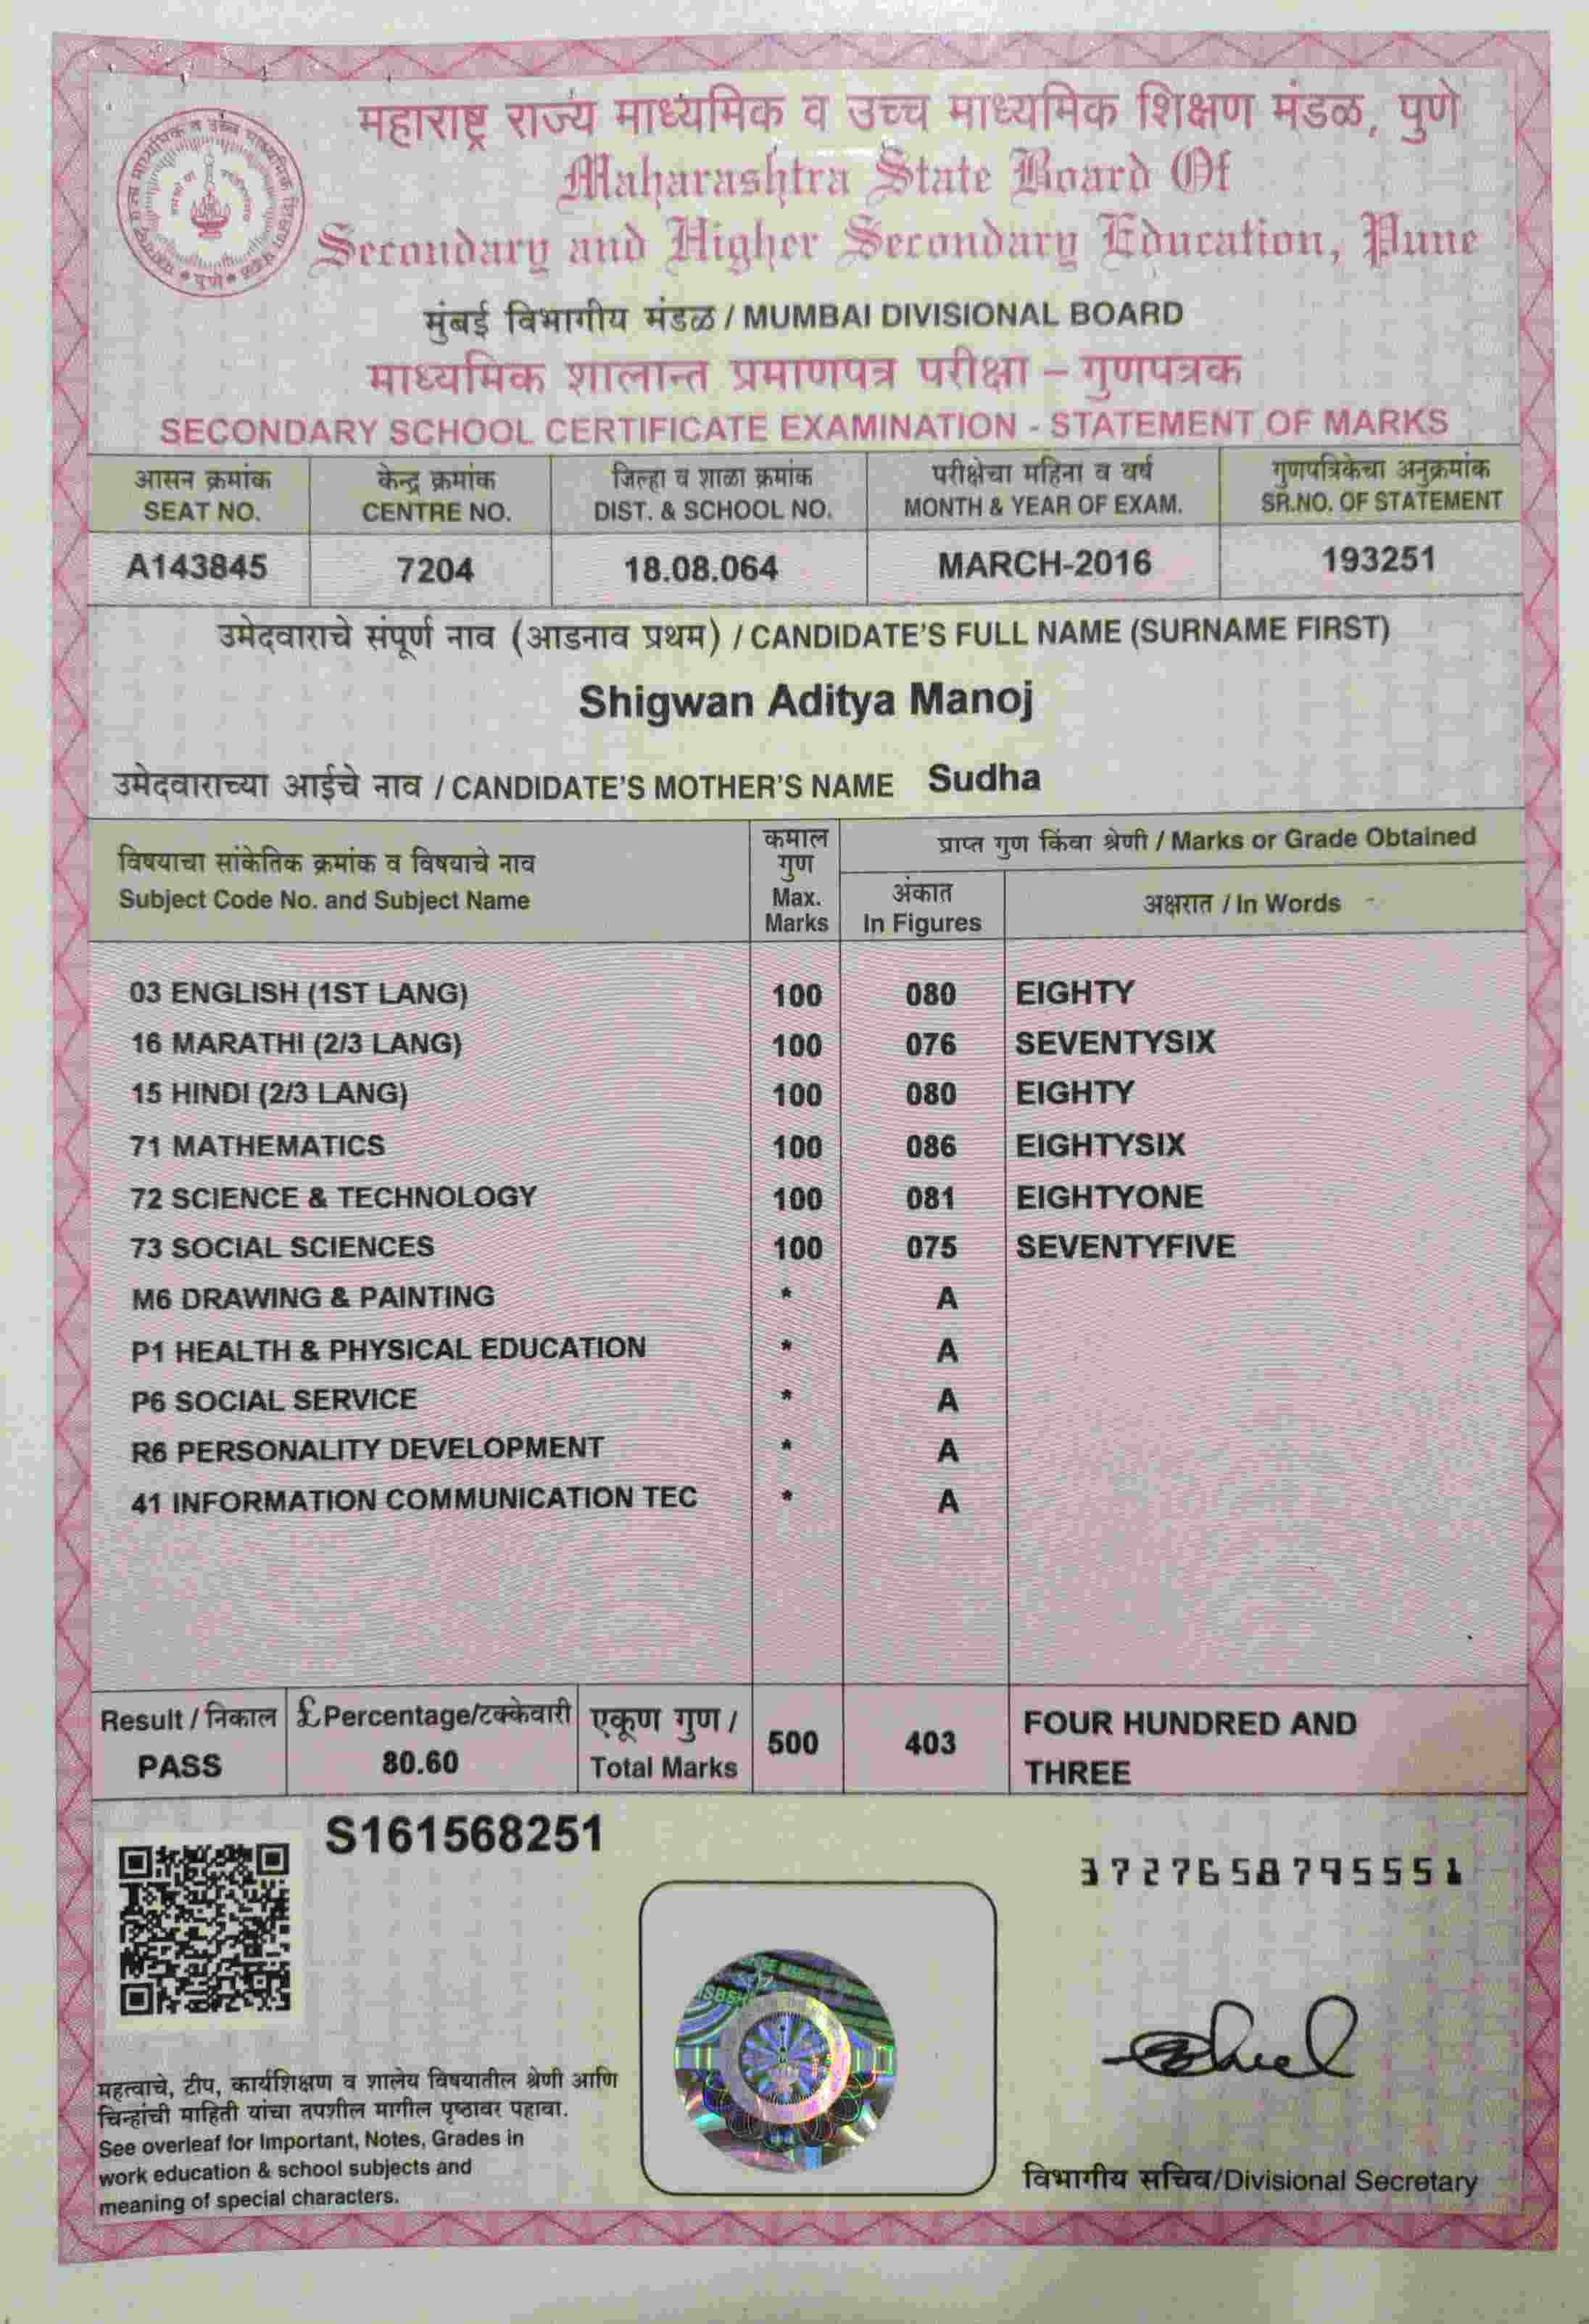 महाराष्ट्र राज्य माध्यमिक व उच्च माध्यमिक शिक्षण मंडळ, पुणे
Maharashtra State Board Of
Secondary and Higher Secondary Education, Pune
मुंबई विभागीय मंडळ / MUMBAI DIVISIONAL BOARD
माध्यमिक शालान्त प्रमाणपत्र परीक्षा – गुणपत्रक
SECONDARY SCHOOL CERTIFICATE EXAMINATION - STATEMENT OF MARKS
आसन क्रमांक केन्द्र क्रमांक जिल्हा व शाळा क्रमांक परीक्षेचा महिना व वर्ष गुणपत्रिकेचा अनुक्रमांक
SEAT NO. CENTRE NO. DIST. & SCHOOL NO. MONTH & YEAR OF EXAM. SR.NO. OF STATEMENT
A143845 7204 18.08.064 MARCH-2016 193251
उमेदवाराचे संपूर्ण नाव (आडनाव प्रथम) / CANDIDATE'S FULL NAME (SURNAME FIRST)
Shigwan Aditya Manoj
उमेदवाराच्या आईचे नाव / CANDIDATE'S MOTHER'S NAME Sudha
विषयाचा सांकेतिक क्रमांक व विषयाचे नाव
Subject Code No. and Subject Name
कमाल
गुण
Max.
Marks
प्राप्त गुण किंवा श्रेणी / Marks or Grade Obtained
अंकात
In Figures
अक्षरात / In Words
03 ENGLISH (1ST LANG) 100 080 EIGHTY
16 MARATHI (2/3 LANG) 100 076 SEVENTYSIX
15 HINDI (2/3 LANG) 100 080 EIGHTY
71 MATHEMATICS 100 086 EIGHTYSIX
72 SCIENCE & TECHNOLOGY 100 081 EIGHTYONE
73 SOCIAL SCIENCES 100 075 SEVENTYFIVE
M6 DRAWING & PAINTING * A
P1 HEALTH & PHYSICAL EDUCATION * A
P6 SOCIAL SERVICE * A
R6 PERSONALITY DEVELOPMENT * A
41 INFORMATION COMMUNICATION TEC * A
Result / निकाल
PASS
£ Percentage/टक्केवारी
80.60
एकूण गुण /
Total Marks
500 403
FOUR HUNDRED AND
THREE
S161568251
3727658795551
महत्वाचे, टीप, कार्यशिक्षण व शालेय विषयातील श्रेणी आणि
चिन्हांची माहिती यांचा तपशील मागील पृष्ठावर पहावा.
See overleaf for Important, Notes, Grades in
work education & school subjects and
meaning of special characters.
विभागीय सचिव/Divisional Secretary